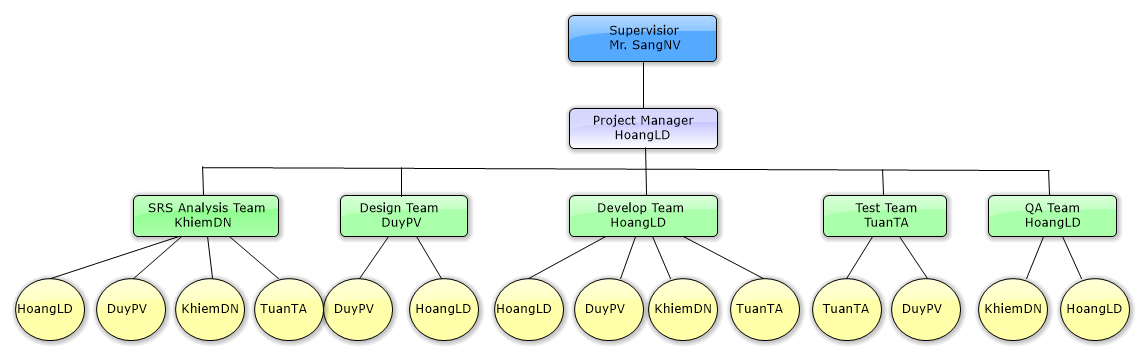 Supervisior
Mr. SangNV
Project Manager
HoangLD
SRS Analysis Team
KhiemDN
Design Team
DuyPV
Develop Team
HoangLD
Test Team
TuanTA
QA Team
HoangLD
HoangLD
DuyPV
KhiemDN
TuanTA
DuyPV
HoangLD
HoangLD
DuyPV
KhiemDN
TuanTA
TuanTA
DuyPV
KhiemDN
HoangLD